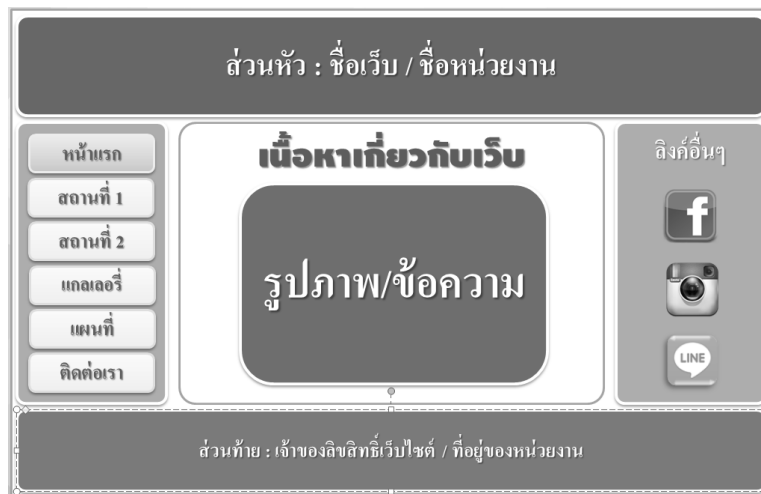 ส่วนหัว : ชื่อเว็บ / ชื่อหน่วยงาน
หน้าแรก
สถานที่ 1
สถานที่ 2
แกลเลอรี่
แผนที่
ติดต่อเรา
เนื้อหาเกี่ยวกับเว็บ
รูปภาพ/ข้อความ
ลิงค์อื่นๆ
f
LINE
ส่วนท้าย : เจ้าของลิขสิทธิ์เว็บไซต์ / ที่อยู่ของหน่วยงาน